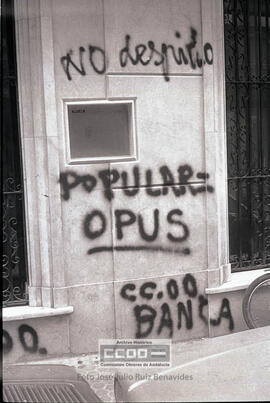 NO despido
POPULAR=
OPUS
CC.OO.
BANCA
O.
Archivo Histórico
CCOO
Comisiones Obreras de Andalucía
Foto José Julio Ruiz Benavides